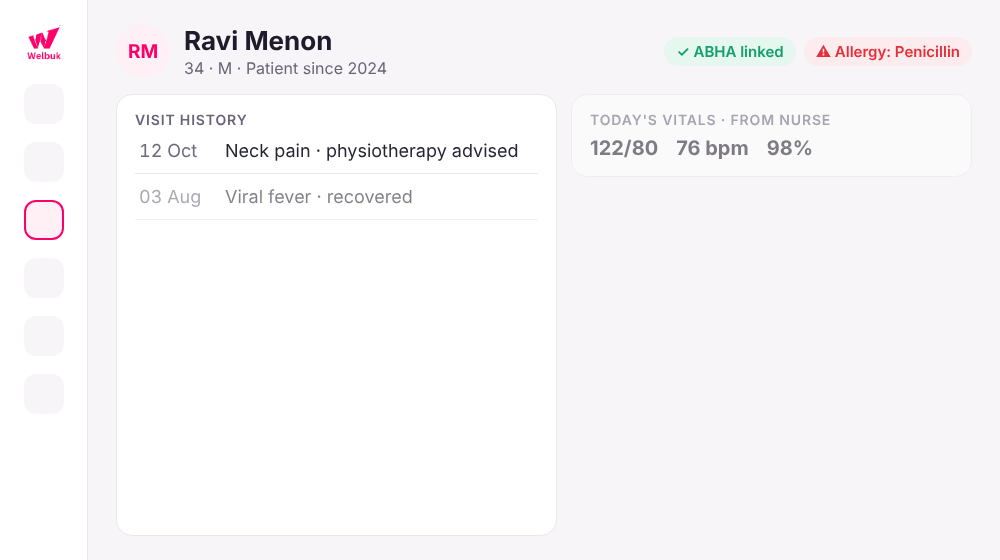 Welbuk
RM
Ravi Menon
34 · M · Patient since 2024
✓ ABHA linked
⚠ Allergy: Penicillin
VISIT HISTORY
12 Oct Neck pain · physiotherapy advised
03 Aug Viral fever · recovered
TODAY'S VITALS · FROM NURSE
122/80 76 bpm 98%